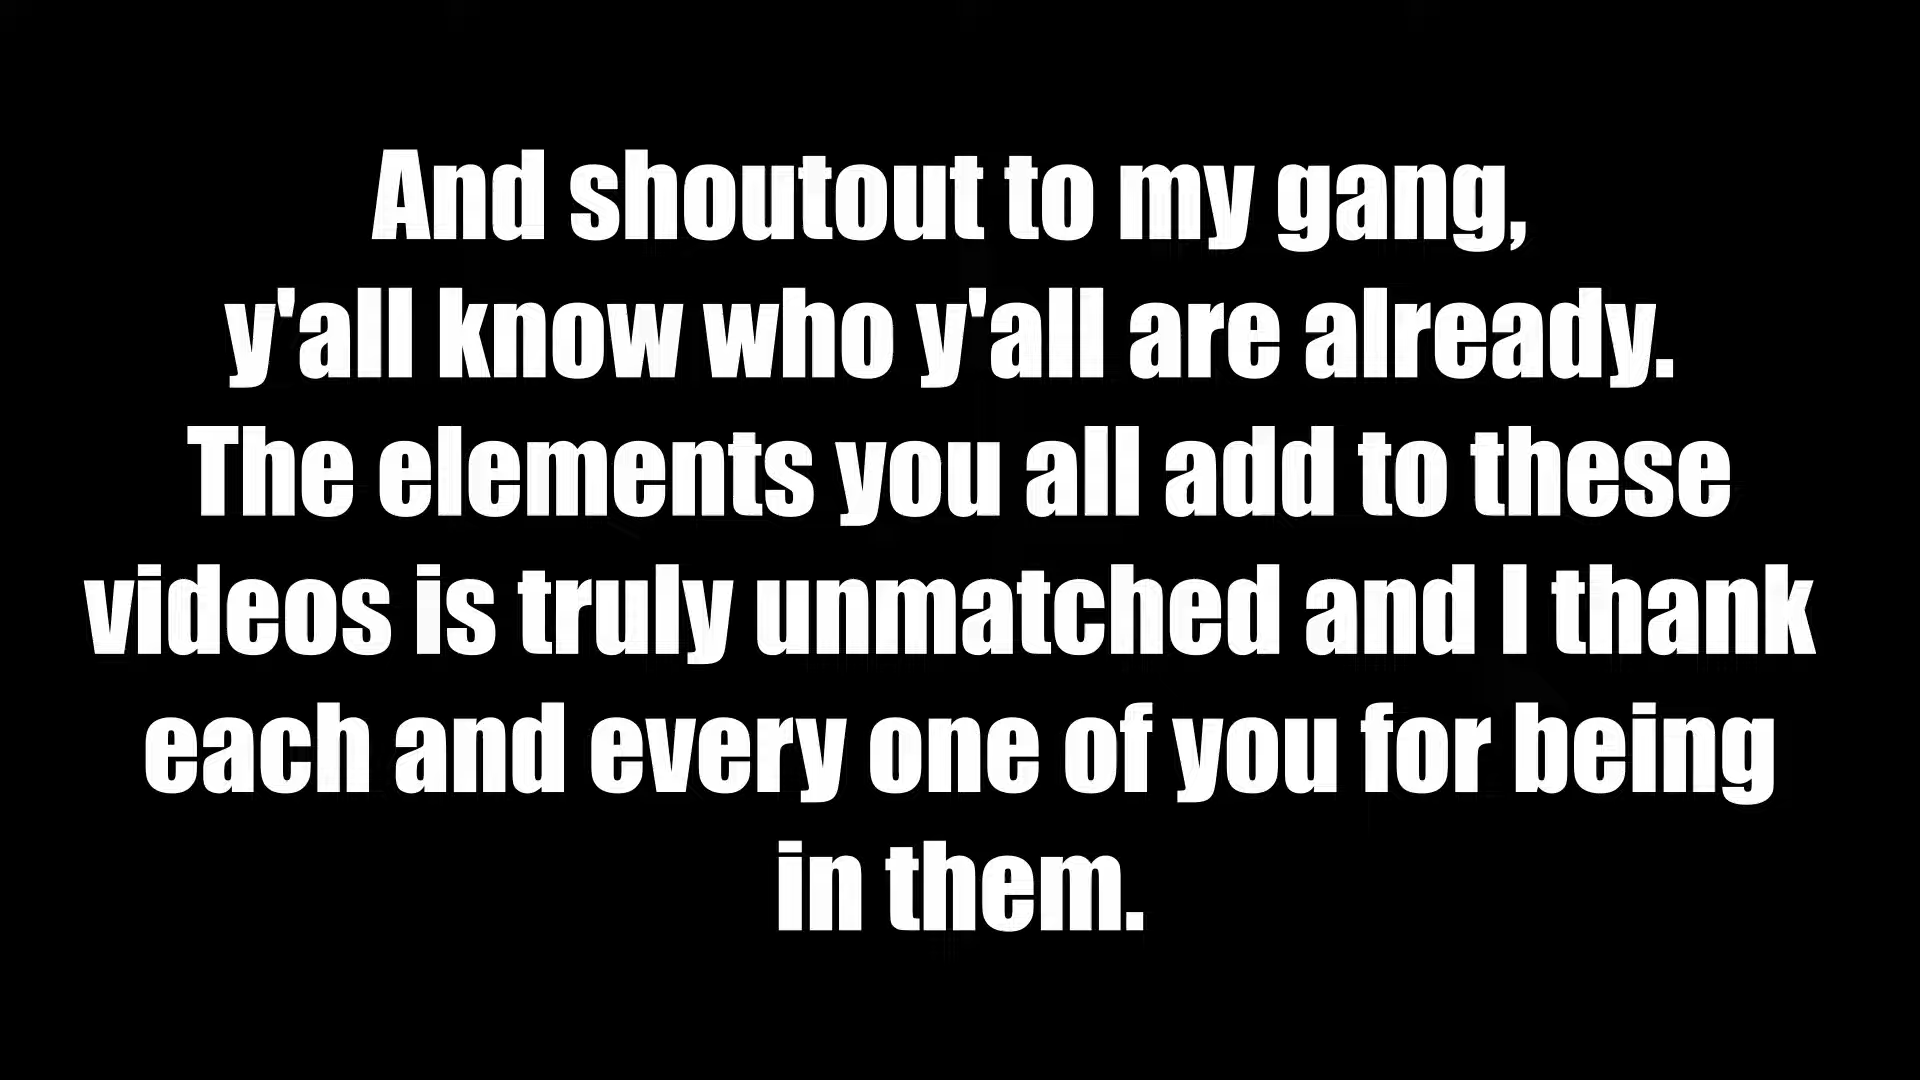 And shoutout to my gang,
y'all know who y'all are already.
The elements you all add to these
videos is truly unmatched and I thank
each and every one of you for being
in them.